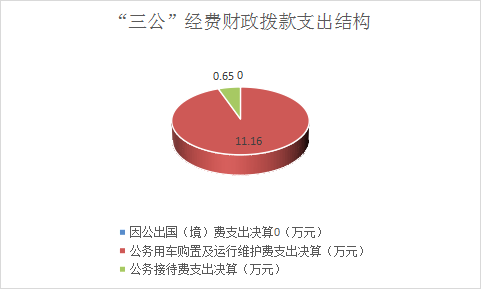 “三公”经费财政拨款支出结构
0.65 0
11.16
因公出国（境）费支出决算0（万元）
公务用车购置及运行维护费支出决算（万元）
公务接待费支出决算（万元）